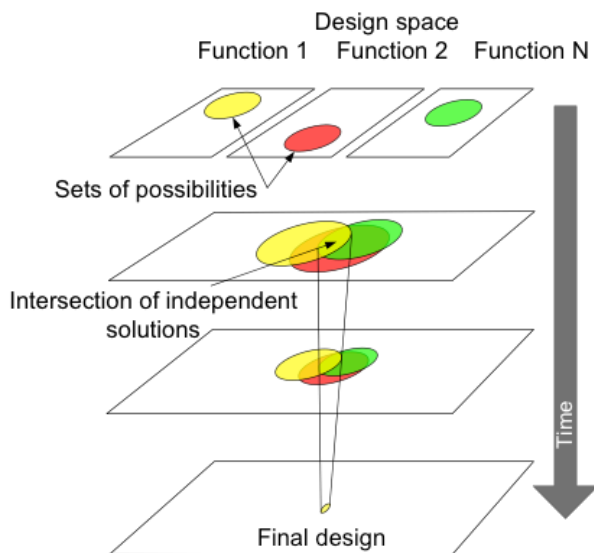 Design space
Function 1 Function 2 Function N
Sets of possibilities
Intersection of independent
solutions
Time
Final design